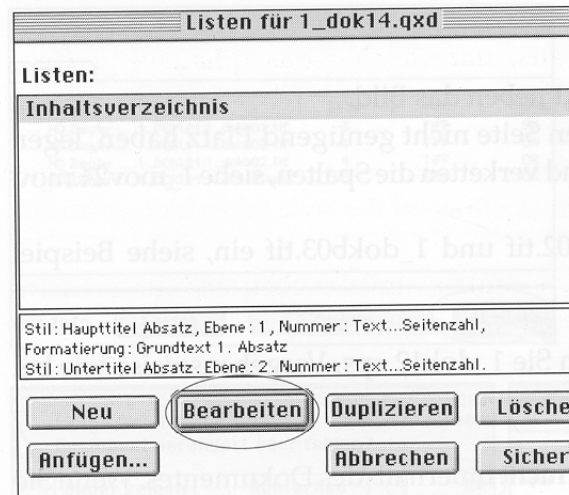 Listen für 1_dok14.qxd
Listen:
Inhaltsverzeichnis
Stil: Haupttitel Absatz, Ebene: 1, Nummer: Text...Seitenzahl,
Formatierung: Grundtext 1. Absatz
Stil: Untertitel Absatz. Ebene: 2. Nummer: Text...Seitenzahl.
Neu Bearbeiten Duplizieren Lösche
Anfügen... Abbrechen Sicher